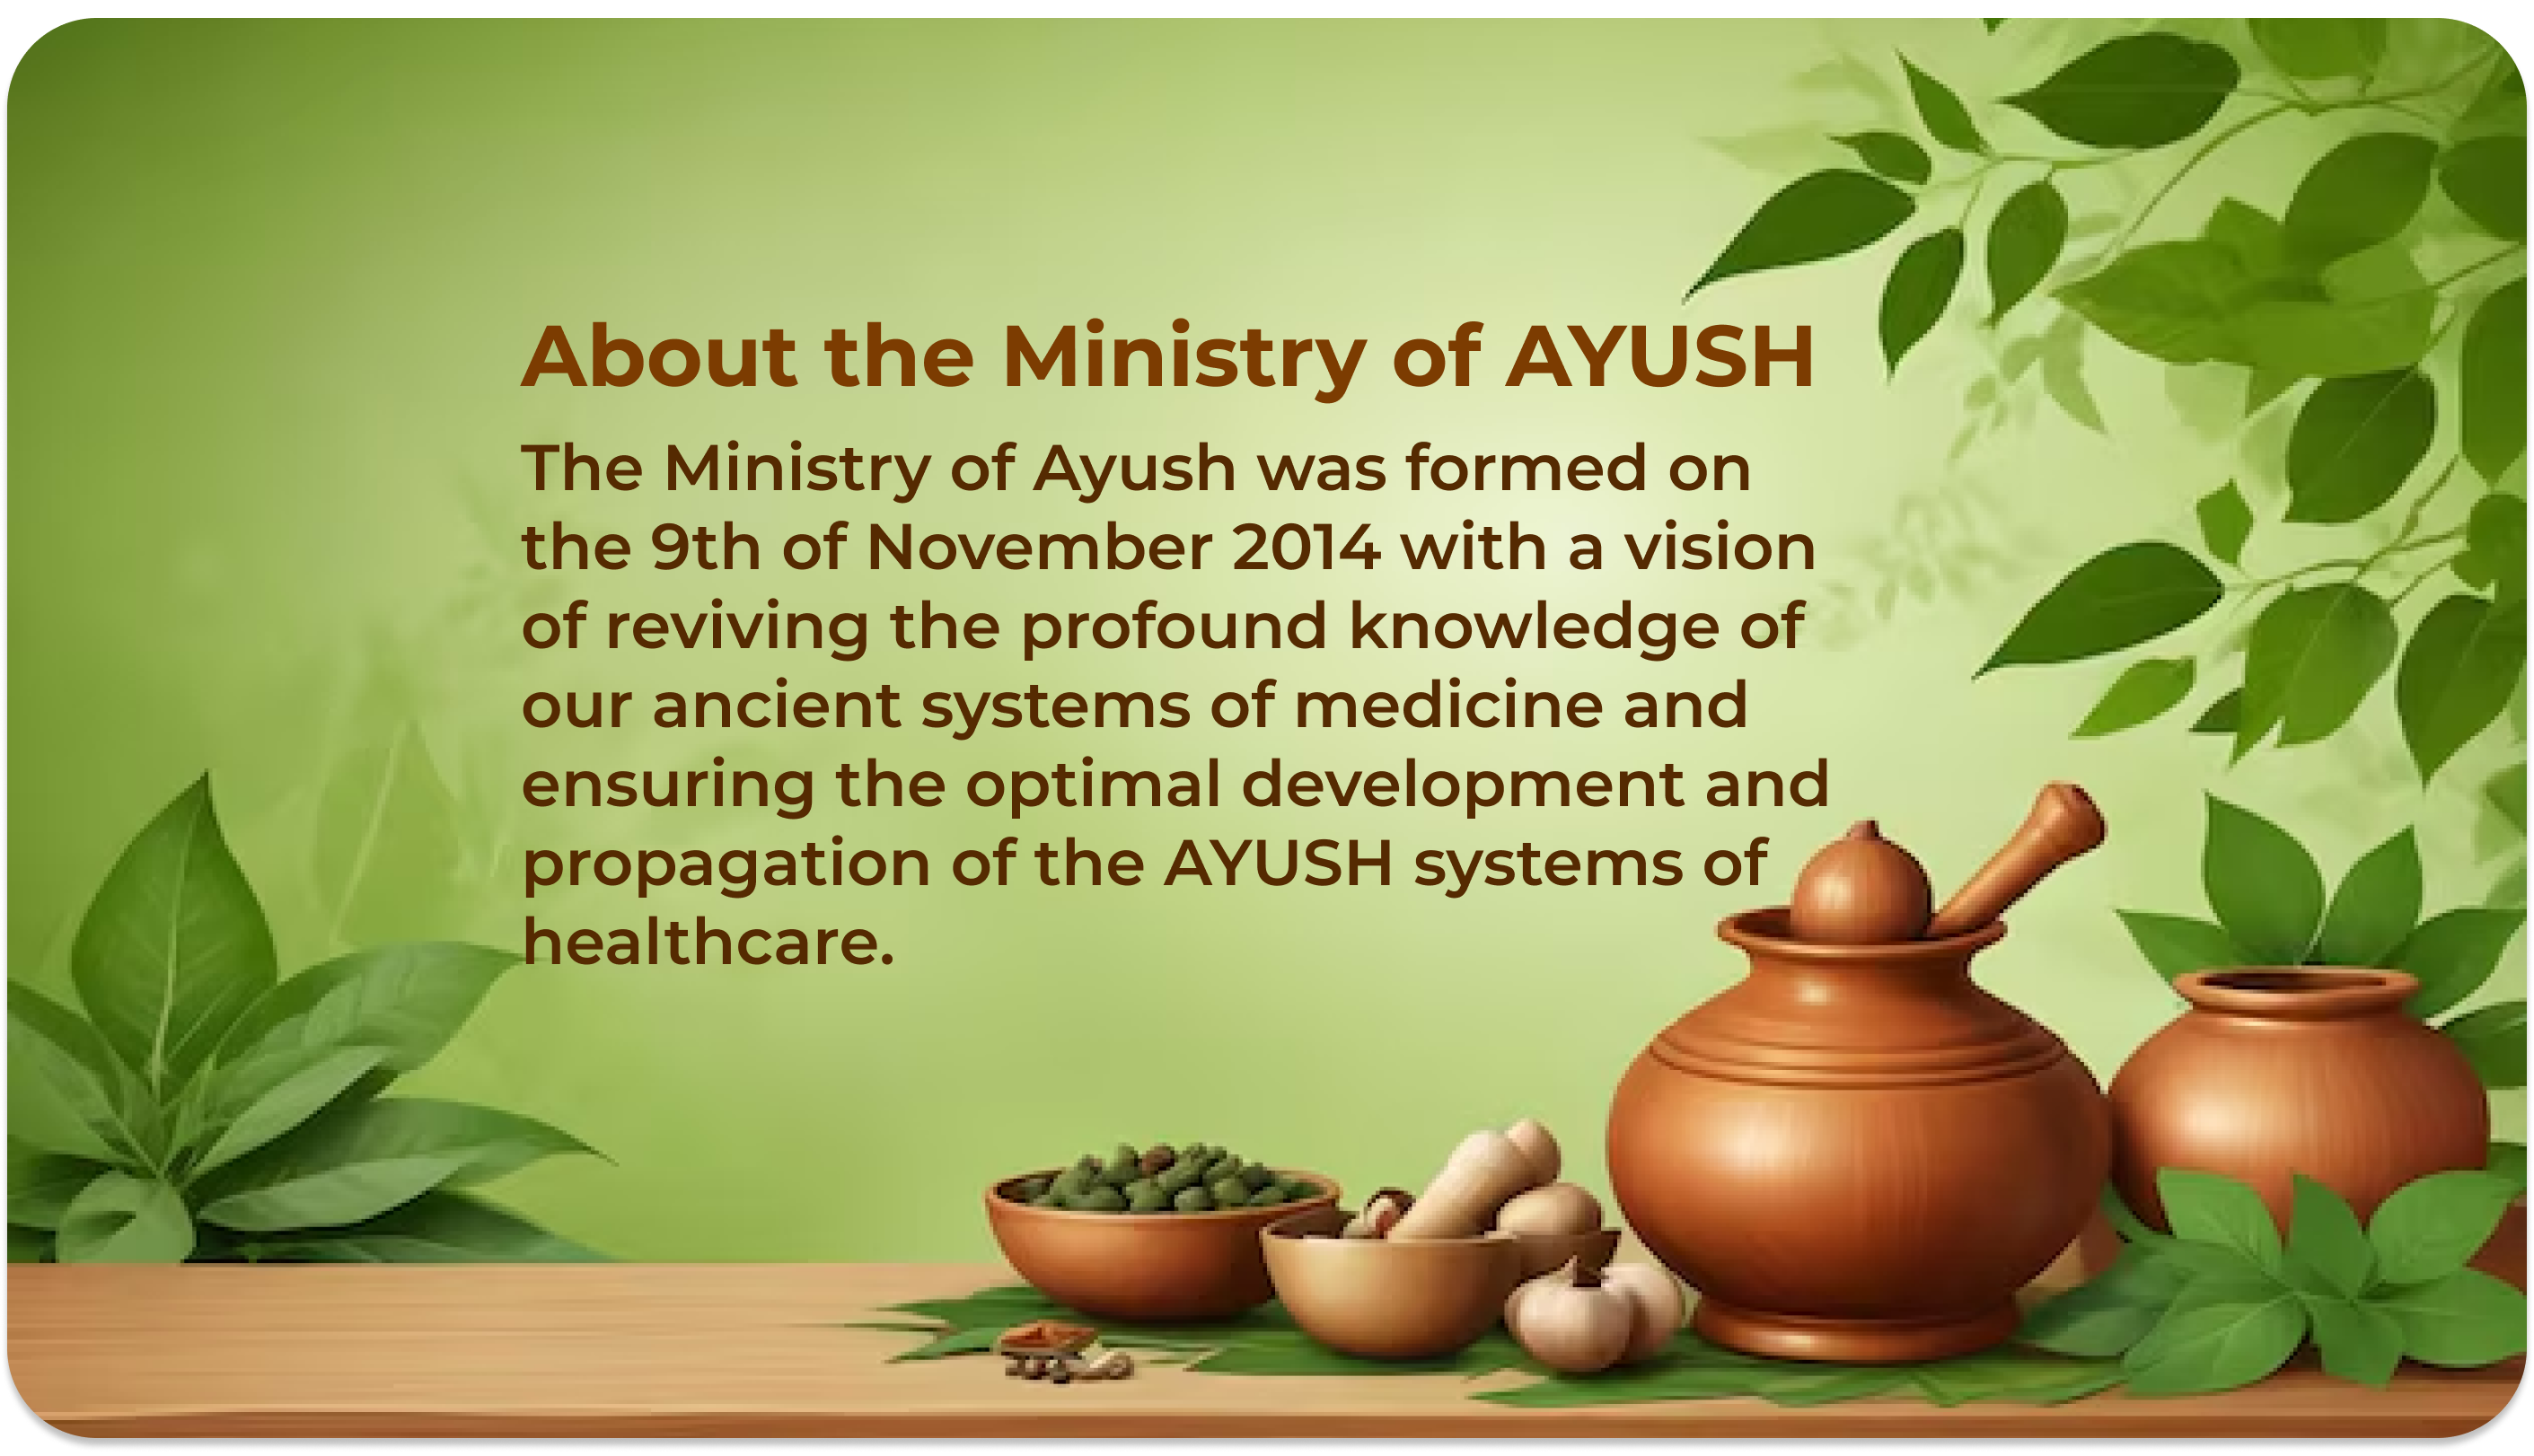 About the Ministry of AYUSH
The Ministry of Ayush was formed on
the 9th of November 2014 with a vision
of reviving the profound knowledge of
our ancient systems of medicine and
ensuring the optimal development and
propagation of the AYUSH systems of
healthcare.